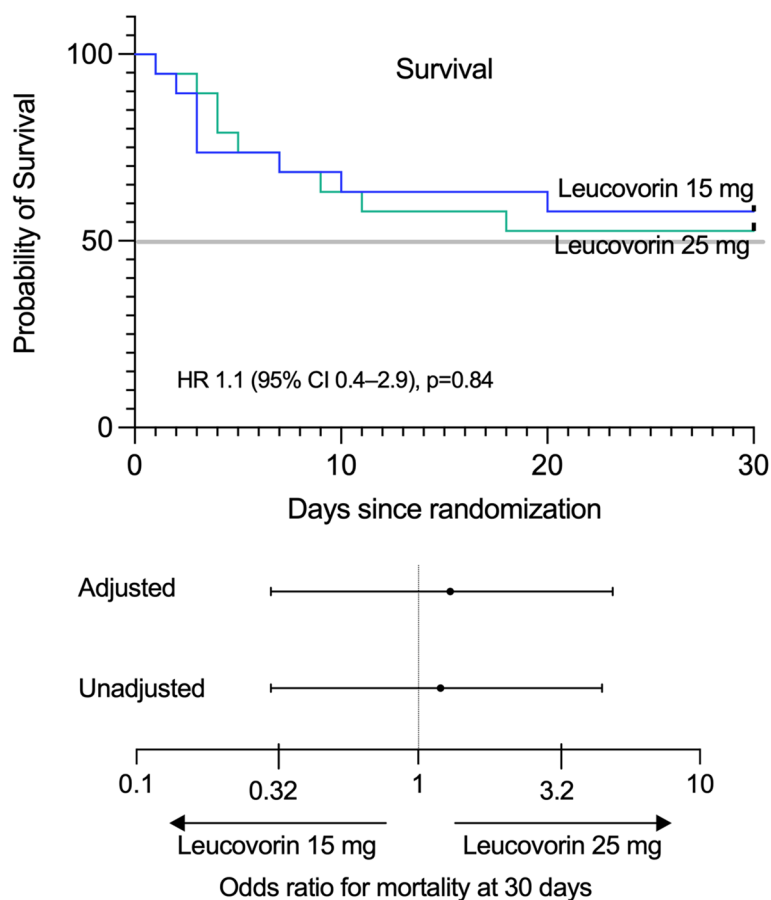 Survival
Probability of Survival
100
50
0
Leucovorin 15 mg
Leucovorin 25 mg
HR 1.1 (95% CI 0.4–2.9), p=0.84
0 10 20 30
Days since randomization
Adjusted
Unadjusted
0.1 0.32 1 3.2 10
Leucovorin 15 mg Leucovorin 25 mg
Odds ratio for mortality at 30 days